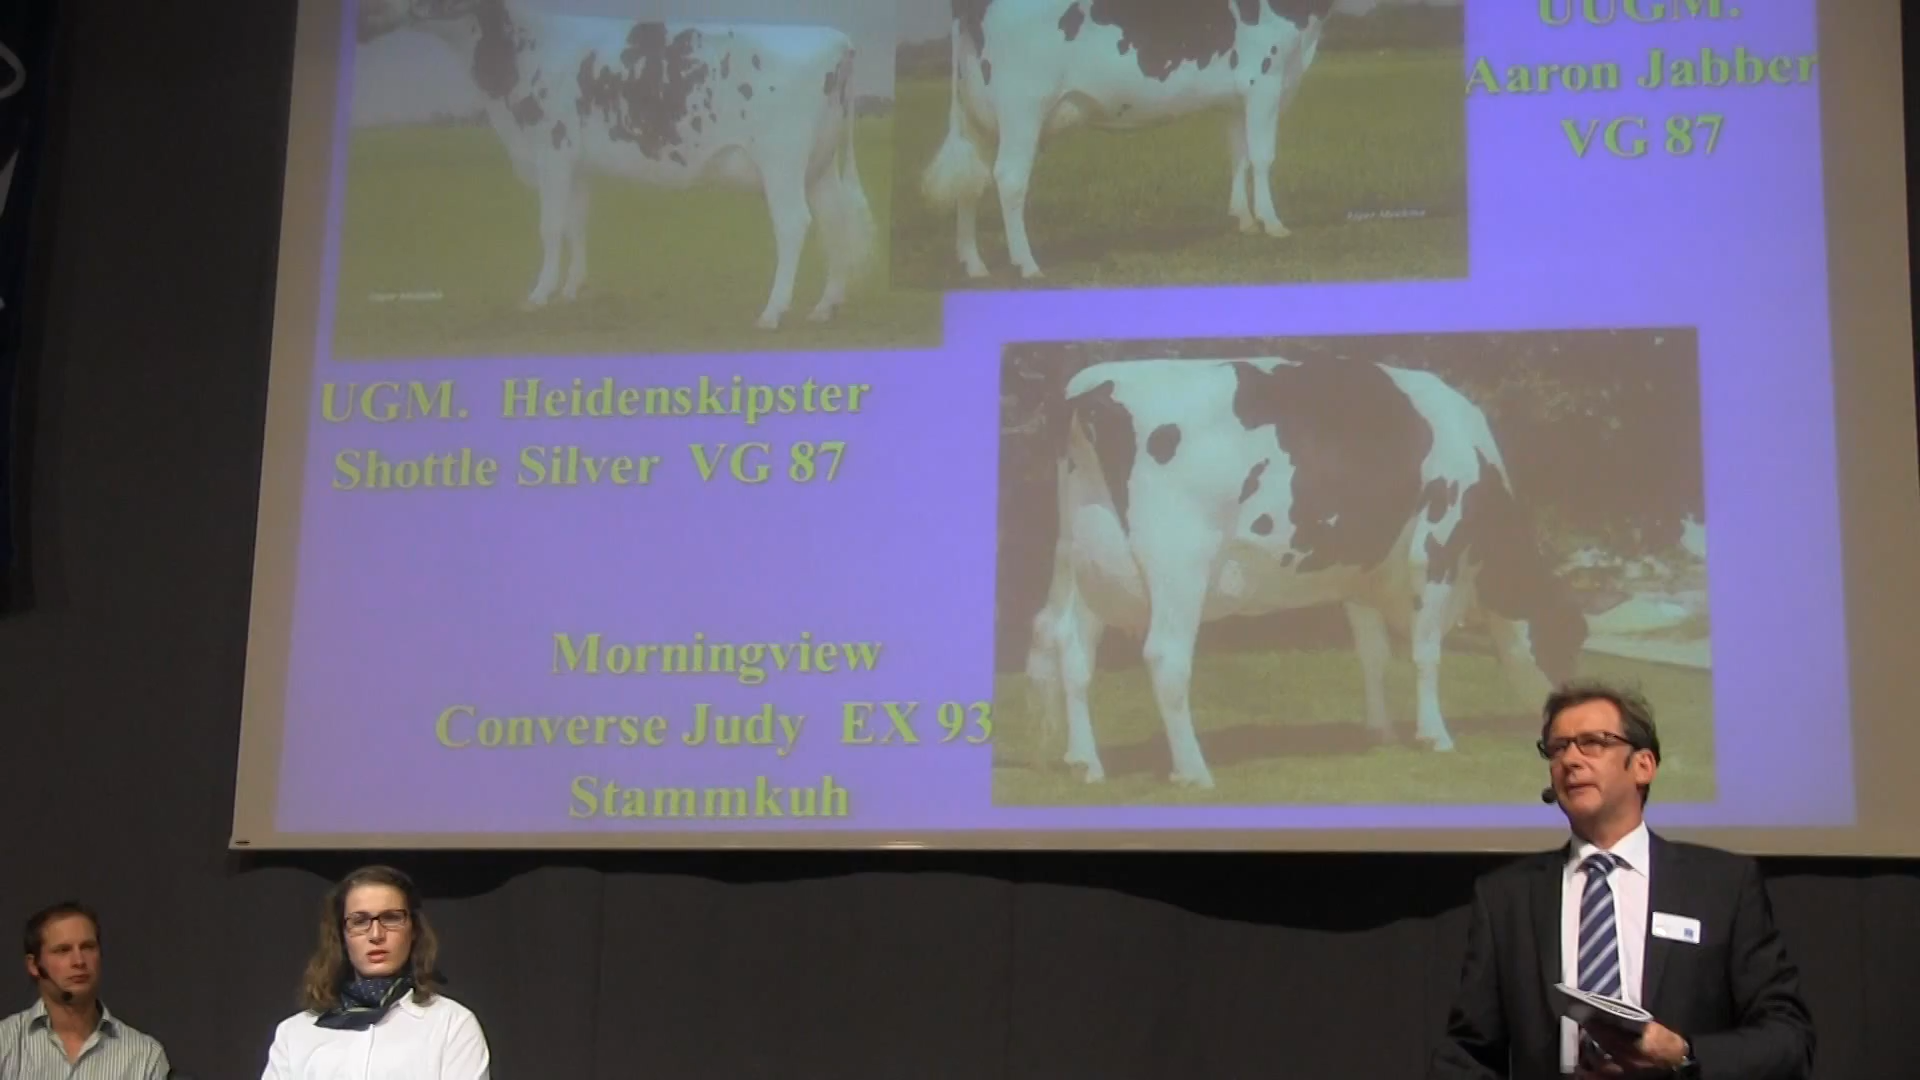 UUGM.
Aaron Jabber
VG 87
UGM. Heidenskipster
Shottle Silver VG 87
Morningview
Converse Judy EX 93
Stammkuh